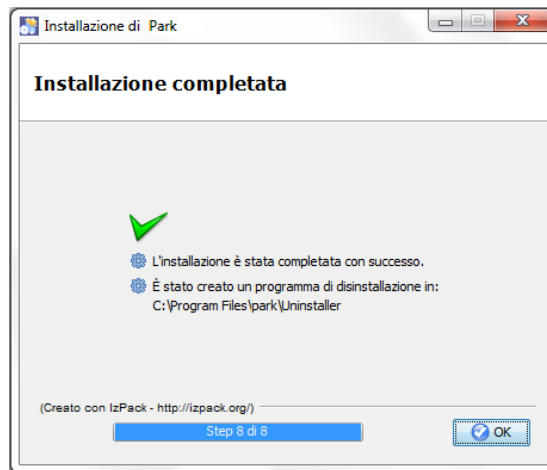 Installazione di Park
Installazione completata
L'installazione è stata completata con successo.
È stato creato un programma di disinstallazione in:
C:\Program Files\park\Uninstaller
(Creato con IzPack - http://izpack.org/)
Step 8 di 8
OK